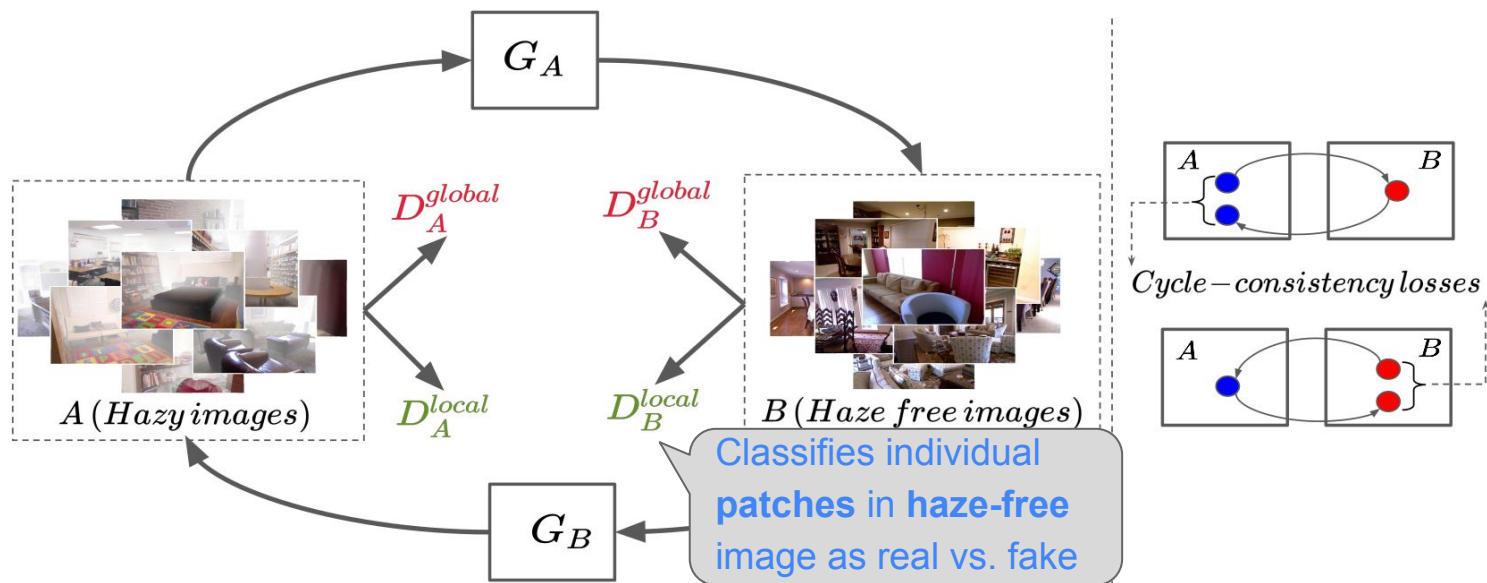 G_A
D_A^{global}
D_B^{global}
D_A^{local}
D_B^{local}
A (Hazy images)
B (Haze free images)
G_B
Classifies individual
patches in haze-free
image as real vs. fake
A
B
Cycle-consistency losses
A
B